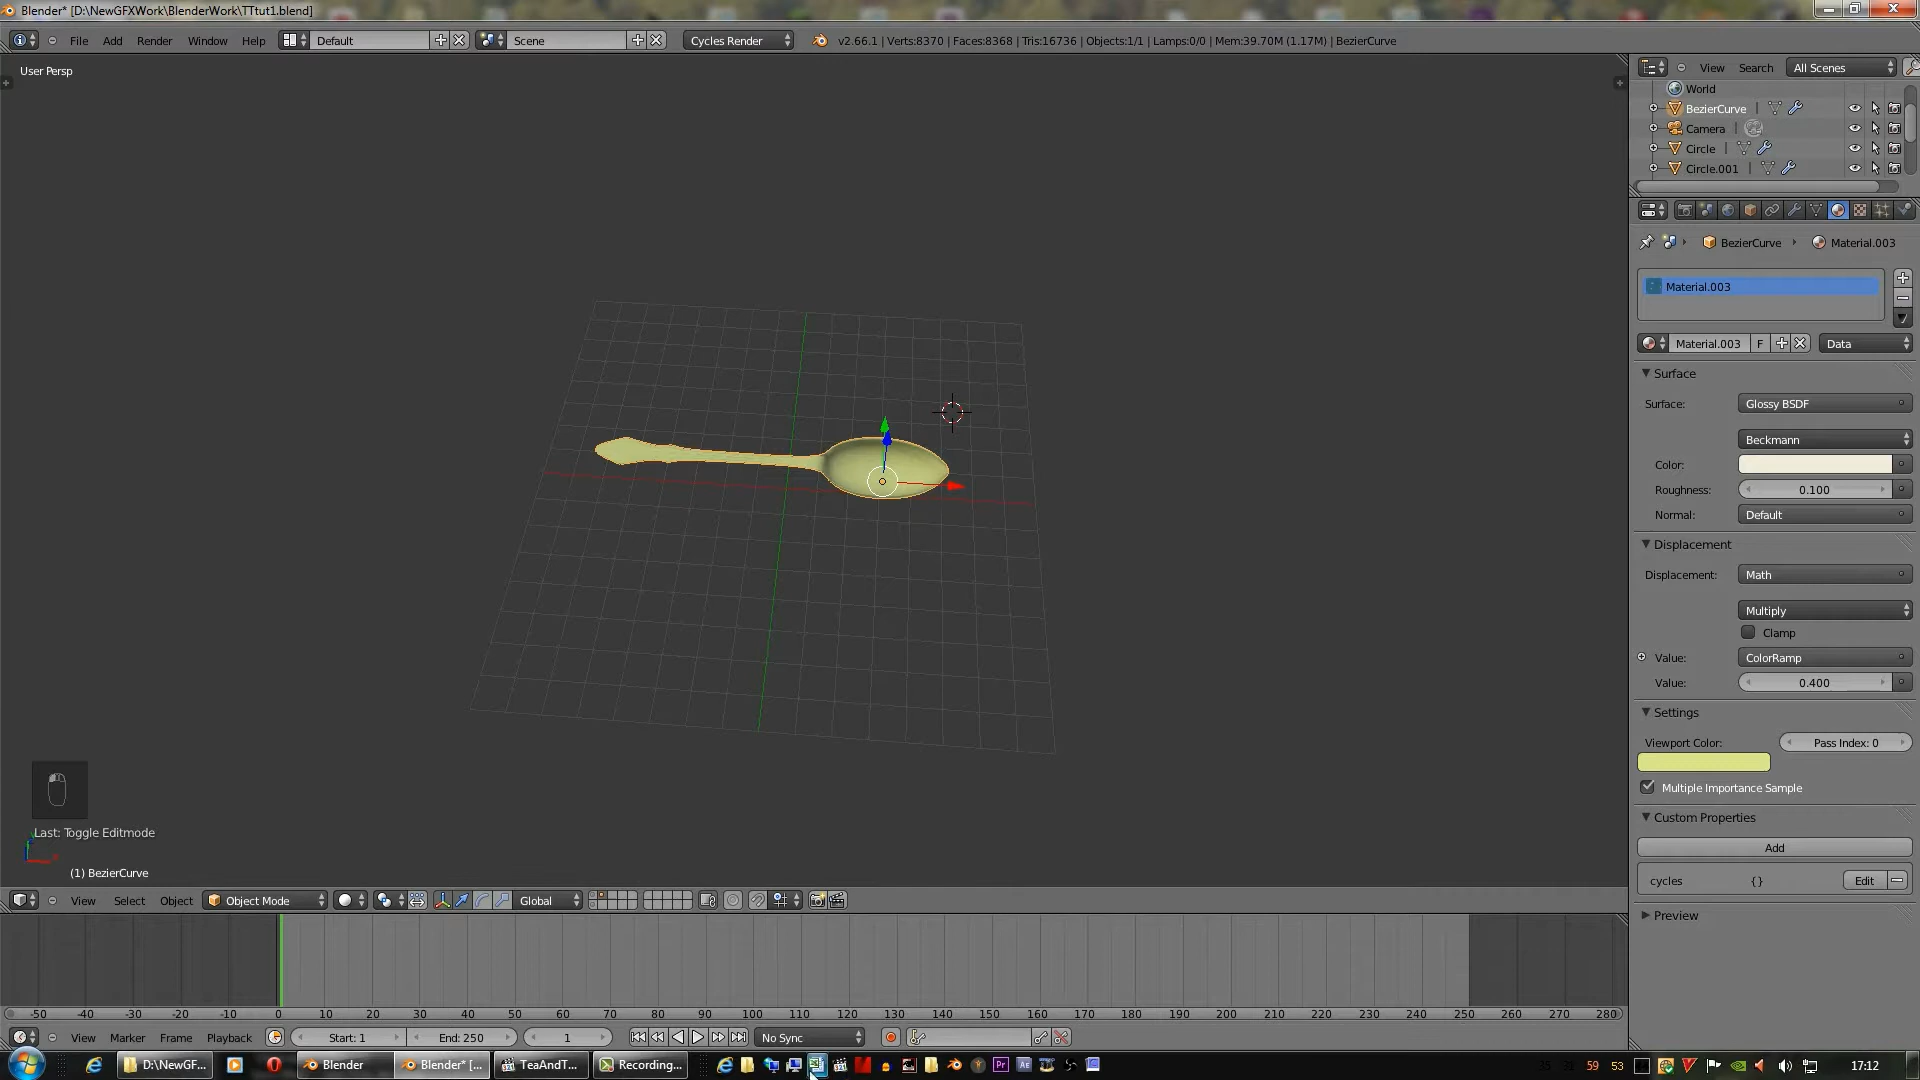 Blender* [D:\NewGFXWork\BlenderWork\TTtut1.blend]
File Add Render Window Help Default Scene Cycles Render v2.66.1 | Verts:8370 | Faces:8368 | Tris:16736 | Objects:1/1 | Lamps:0/0 | Mem:39.70M (1.17M) | BezierCurve
User Persp
View Search All Scenes
World
BezierCurve
Camera
Circle
Circle.001
BezierCurve Material.003
Material.003
Material.003 F Data
Surface
Surface: Glossy BSDF
Beckmann
Color:
Roughness: 0.100
Normal: Default
Displacement
Displacement: Math
Multiply
Clamp
Value: ColorRamp
Value: 0.400
Settings
Viewport Color: Pass Index: 0
Multiple Importance Sample
Custom Properties
Add
cycles {} Edit
Preview
Last: Toggle Editmode
(1) BezierCurve
View Select Object Object Mode Global
-50 -40 -30 -20 -10 0 10 20 30 40 50 60 70 80 90 100 110 120 130 140 150 160 170 180 190 200 210 220 230 240 250 260 270 280
View Marker Frame Playback Start: 1 End: 250 1 No Sync
D:\NewGF... Blender Blender* [... TeaAndT... Recording... Pr AE 59 53 17:12